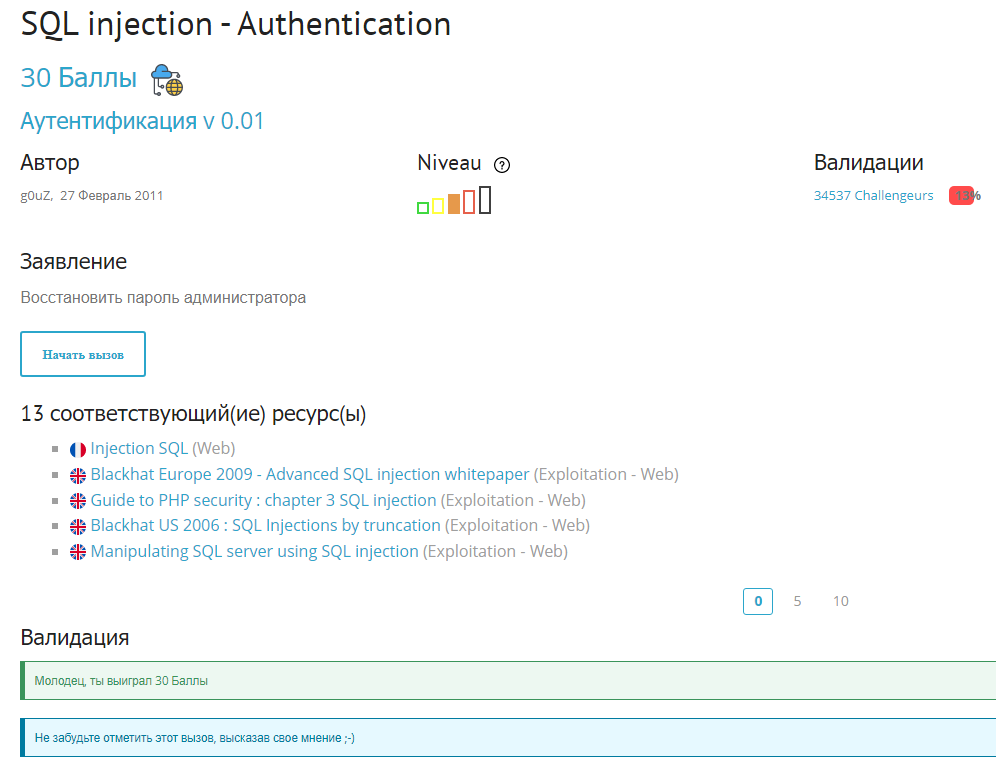 SQL injection - Authentication
30 Баллы
Аутентификация v 0.01
Автор
Niveau ?
Валидации
g0uZ, 27 Февраль 2011
34537 Challengeurs 13%
Заявление
Восстановить пароль администратора
Начать вызов
13 соответствующий(ие) ресурс(ы)
Injection SQL (Web)
Blackhat Europe 2009 - Advanced SQL injection whitepaper (Exploitation - Web)
Guide to PHP security : chapter 3 SQL injection (Exploitation - Web)
Blackhat US 2006 : SQL Injections by truncation (Exploitation - Web)
Manipulating SQL server using SQL injection (Exploitation - Web)
0 5 10
Валидация
Молодец, ты выиграл 30 Баллы
Не забудьте отметить этот вызов, высказав свое мнение ;-)